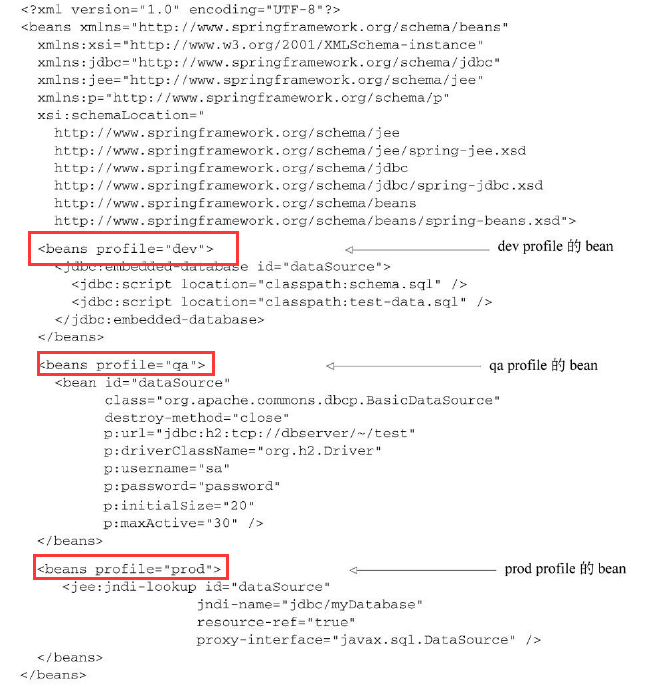 <?xml version="1.0" encoding="UTF-8"?>
<beans xmlns="http://www.springframework.org/schema/beans"
xmlns:xsi="http://www.w3.org/2001/XMLSchema-instance"
xmlns:jdbc="http://www.springframework.org/schema/jdbc"
xmlns:jee="http://www.springframework.org/schema/jee"
xmlns:p="http://www.springframework.org/schema/p"
xsi:schemaLocation="
http://www.springframework.org/schema/jee
http://www.springframework.org/schema/jee/spring-jee.xsd
http://www.springframework.org/schema/jdbc
http://www.springframework.org/schema/jdbc/spring-jdbc.xsd
http://www.springframework.org/schema/beans
http://www.springframework.org/schema/beans/spring-beans.xsd">
<beans profile="dev"> dev profile 的 bean
<jdbc:embedded-database id="dataSource">
<jdbc:script location="classpath:schema.sql" />
<jdbc:script location="classpath:test-data.sql" />
</jdbc:embedded-database>
</beans>
<beans profile="qa"> qa profile 的 bean
<bean id="dataSource"
class="org.apache.commons.dbcp.BasicDataSource"
destroy-method="close"
p:url="jdbc:h2:tcp://dbserver/~/test"
p:driverClassName="org.h2.Driver"
p:username="sa"
p:password="password"
p:initialSize="20"
p:maxActive="30" />
</beans>
<beans profile="prod"> prod profile 的 bean
<jee:jndi-lookup id="dataSource"
jndi-name="jdbc/myDatabase"
resource-ref="true"
proxy-interface="javax.sql.DataSource" />
</beans>
</beans>